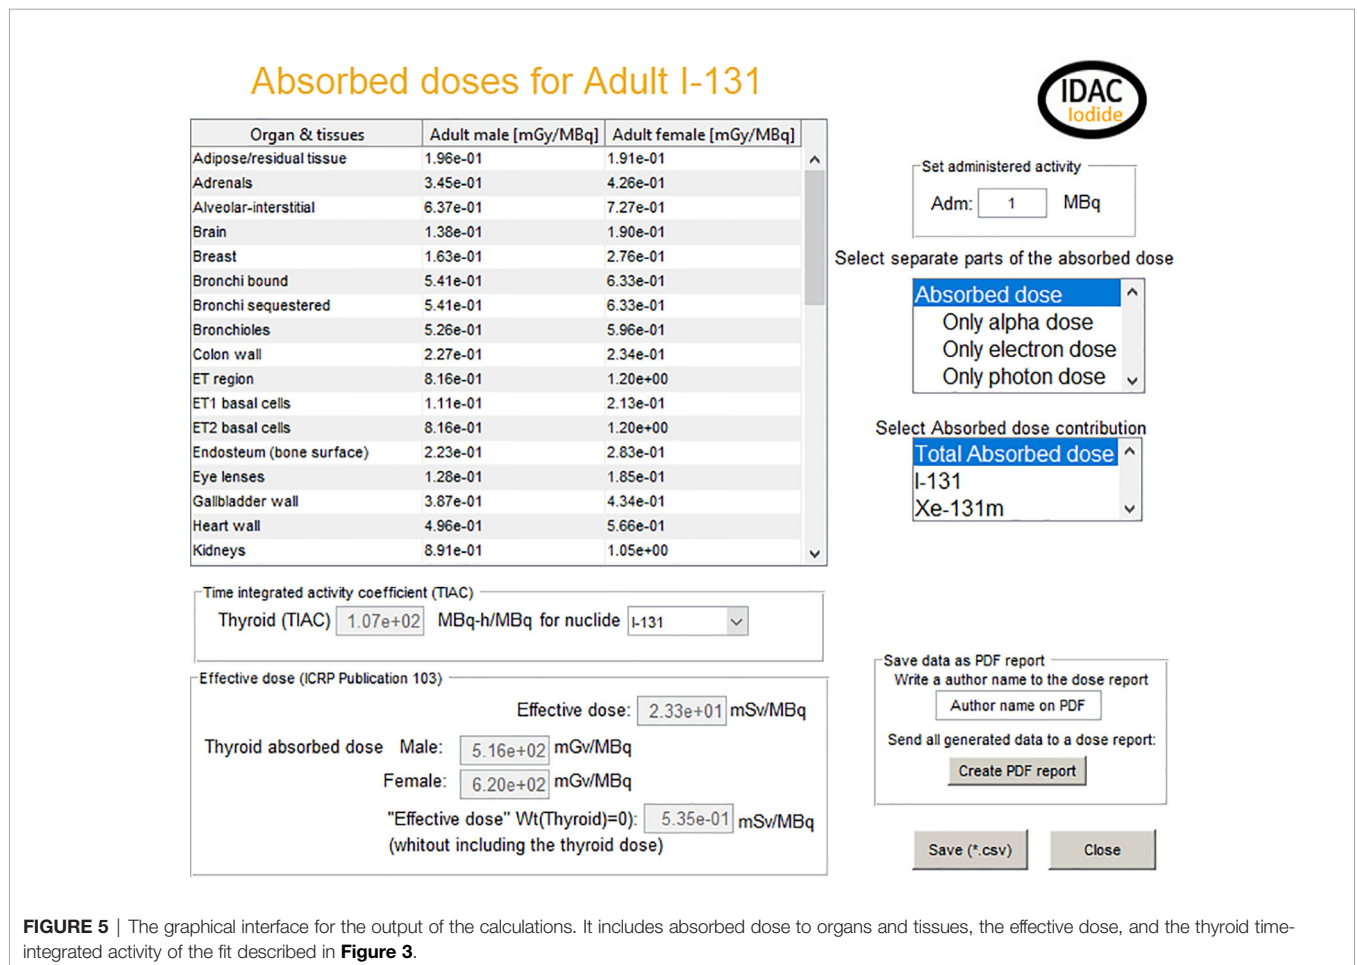 Absorbed doses for Adult I-131
IDAC
Iodide
Organ & tissues Adult male [mGy/MBq] Adult female [mGy/MBq]
Adipose/residual tissue 1.96e-01 1.91e-01
Adrenals 3.45e-01 4.26e-01
Alveolar-interstitial 6.37e-01 7.27e-01
Brain 1.38e-01 1.90e-01
Breast 1.63e-01 2.76e-01
Bronchi bound 5.41e-01 6.33e-01
Bronchi sequestered 5.41e-01 6.33e-01
Bronchioles 5.26e-01 5.96e-01
Colon wall 2.27e-01 2.34e-01
ET region 8.16e-01 1.20e+00
ET1 basal cells 1.11e-01 2.13e-01
ET2 basal cells 8.16e-01 1.20e+00
Endosteum (bone surface) 2.23e-01 2.83e-01
Eye lenses 1.28e-01 1.85e-01
Gallbladder wall 3.87e-01 4.34e-01
Heart wall 4.96e-01 5.66e-01
Kidneys 8.91e-01 1.05e+00
Set administered activity
Adm: 1 MBq
Select separate parts of the absorbed dose
Absorbed dose
Only alpha dose
Only electron dose
Only photon dose
Select Absorbed dose contribution
Total Absorbed dose
I-131
Xe-131m
Time integrated activity coefficient (TIAC)
Thyroid (TIAC) 1.07e+02 MBq-h/MBq for nuclide I-131
Effective dose (ICRP Publication 103)
Effective dose: 2.33e+01 mSv/MBq
Thyroid absorbed dose Male: 5.16e+02 mGv/MBq
Female: 6.20e+02 mGv/MBq
"Effective dose" Wt(Thyroid)=0): 5.35e-01 mSv/MBq
(whitout including the thyroid dose)
Save data as PDF report
Write a author name to the dose report
Author name on PDF
Send all generated data to a dose report:
Create PDF report
Save (*.csv) Close
FIGURE 5 | The graphical interface for the output of the calculations. It includes absorbed dose to organs and tissues, the effective dose, and the thyroid time-
integrated activity of the fit described in Figure 3.